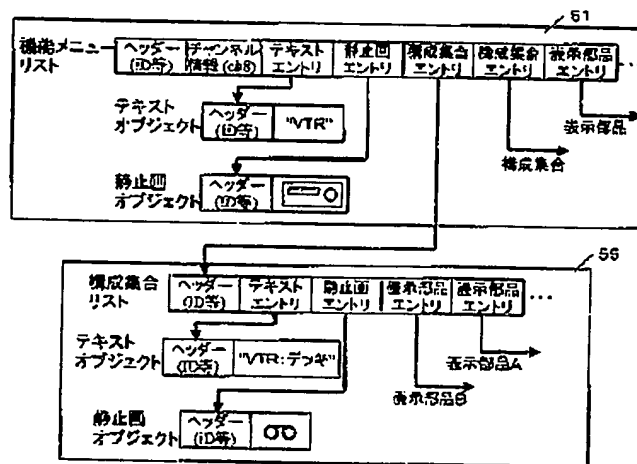 51
機能メニュー
リスト
ヘッダー
(ID等)
チャンネル
情報(ch8)
テキスト
エントリ
静止画
エントリ
構成集合
エントリ
構成集合
エントリ
表示部品
エントリ
...
表示部品
構成集合
テキスト
オブジェクト
ヘッダー
(ID等)
"VTR"
静止画
オブジェクト
ヘッダー
(ID等)
55
構成集合
リスト
ヘッダー
(ID等)
テキスト
エントリ
静止画
エントリ
表示部品
エントリ
表示部品
エントリ
...
表示部品A
表示部品B
テキスト
オブジェクト
ヘッダー
(ID等)
"VTR:デッキ"
静止画
オブジェクト
ヘッダー
(ID等)